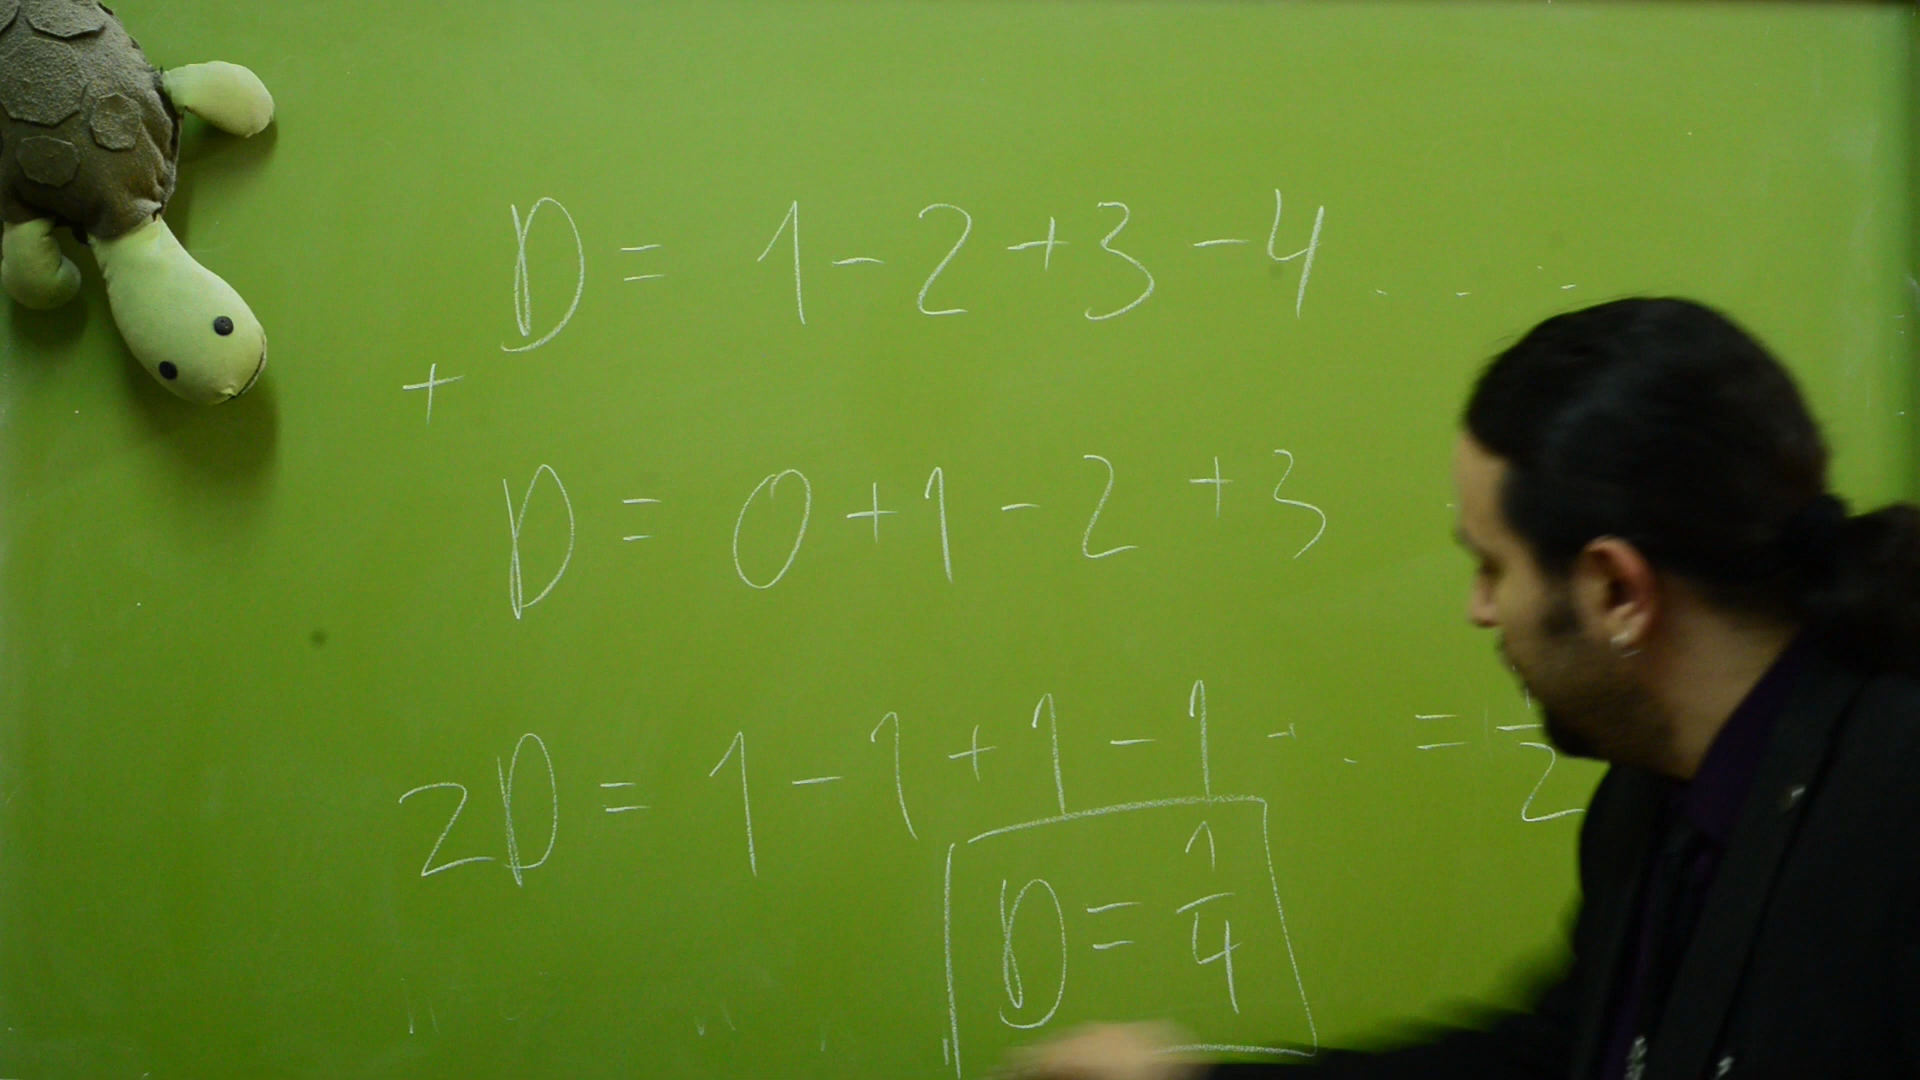 D = 1 - 2 + 3 - 4 . . .
+
D = 0 + 1 - 2 + 3
2D = 1 - 1 + 1 - 1 + . . = 1/2
D = 1/4